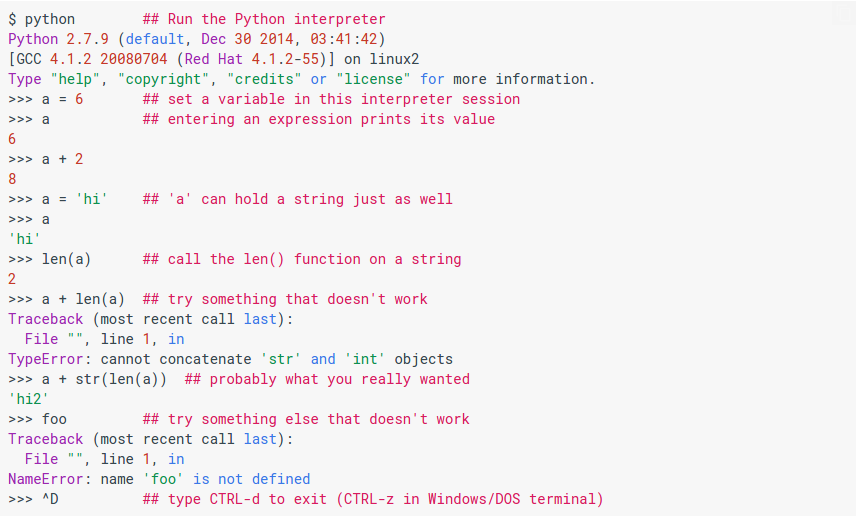 $ python        ## Run the Python interpreter
Python 2.7.9 (default, Dec 30 2014, 03:41:42)
[GCC 4.1.2 20080704 (Red Hat 4.1.2-55)] on linux2
Type "help", "copyright", "credits" or "license" for more information.
>>> a = 6       ## set a variable in this interpreter session
>>> a           ## entering an expression prints its value
6
>>> a + 2
8
>>> a = 'hi'    ## 'a' can hold a string just as well
>>> a
'hi'
>>> len(a)      ## call the len() function on a string
2
>>> a + len(a)  ## try something that doesn't work
Traceback (most recent call last):
  File "", line 1, in
TypeError: cannot concatenate 'str' and 'int' objects
>>> a + str(len(a))  ## probably what you really wanted
'hi2'
>>> foo         ## try something else that doesn't work
Traceback (most recent call last):
  File "", line 1, in
NameError: name 'foo' is not defined
>>> ^D          ## type CTRL-d to exit (CTRL-z in Windows/DOS terminal)